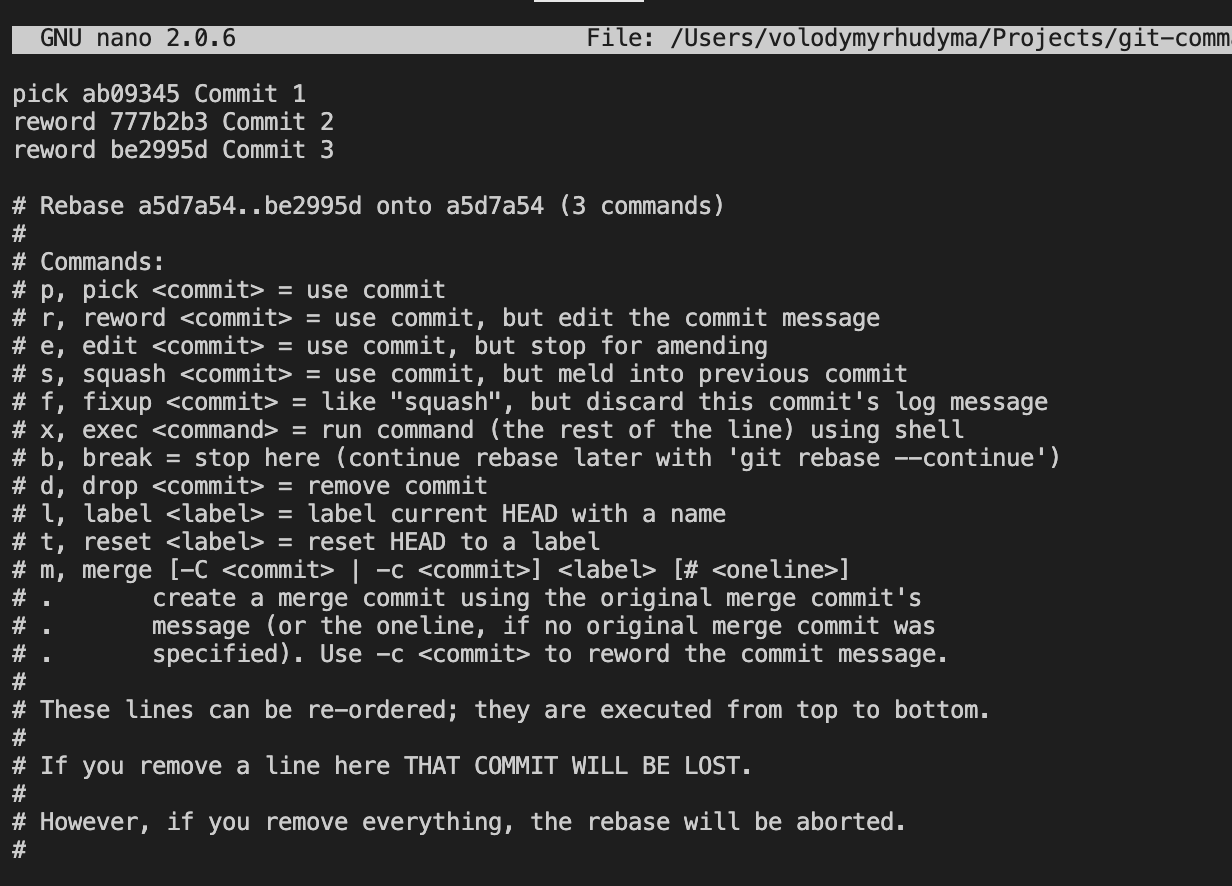 GNU nano 2.0.6 File: /Users/volodymyrhudyma/Projects/git-comm
pick ab09345 Commit 1
reword 777b2b3 Commit 2
reword be2995d Commit 3
# Rebase a5d7a54..be2995d onto a5d7a54 (3 commands)
#
# Commands:
# p, pick <commit> = use commit
# r, reword <commit> = use commit, but edit the commit message
# e, edit <commit> = use commit, but stop for amending
# s, squash <commit> = use commit, but meld into previous commit
# f, fixup <commit> = like "squash", but discard this commit's log message
# x, exec <command> = run command (the rest of the line) using shell
# b, break = stop here (continue rebase later with 'git rebase --continue')
# d, drop <commit> = remove commit
# l, label <label> = label current HEAD with a name
# t, reset <label> = reset HEAD to a label
# m, merge [-C <commit> | -c <commit>] <label> [# <oneline>]
# .       create a merge commit using the original merge commit's
# .       message (or the oneline, if no original merge commit was
# .       specified). Use -c <commit> to reword the commit message.
#
# These lines can be re-ordered; they are executed from top to bottom.
#
# If you remove a line here THAT COMMIT WILL BE LOST.
#
# However, if you remove everything, the rebase will be aborted.
#